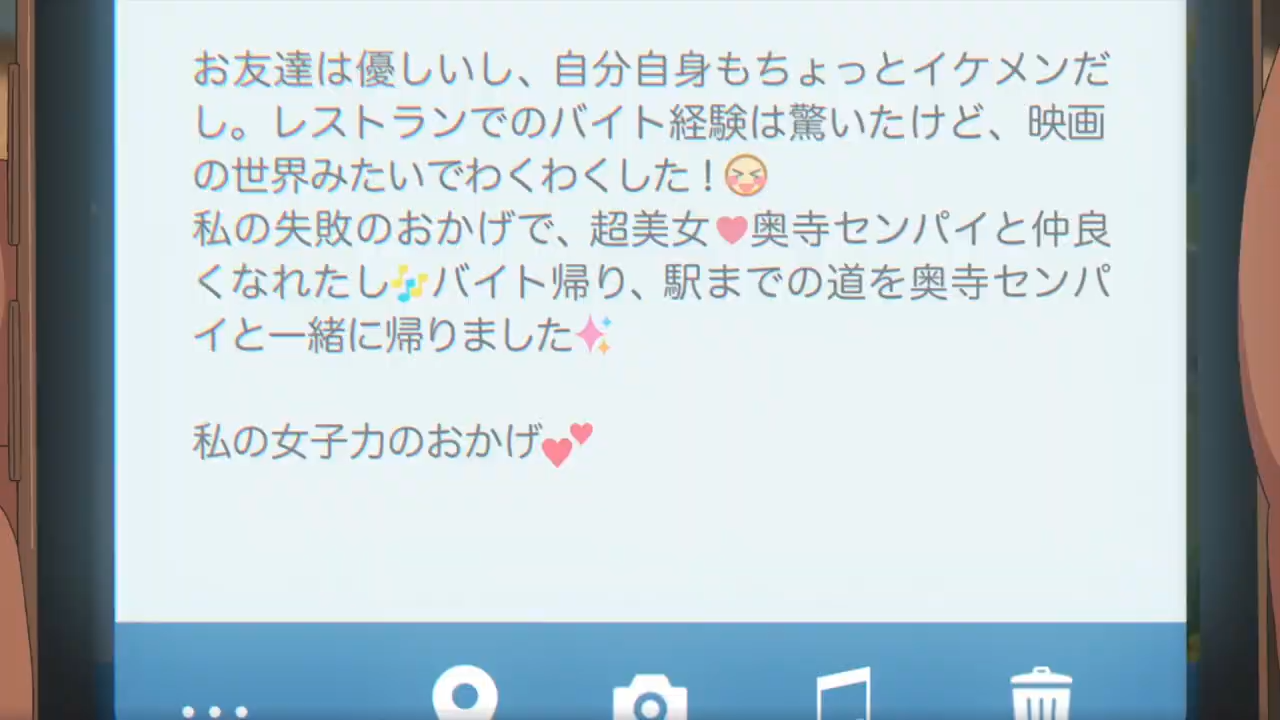 お友達は優しいし、自分自身もちょっとイケメンだ
し。レストランでのバイト経験は驚いたけど、映画
の世界みたいでわくわくした！😆
私の失敗のおかげで、超美女❤奥寺センパイと仲良
くなれたし🎶バイト帰り、駅までの道を奥寺センパ
イと一緒に帰りました✨
私の女子力のおかげ💕